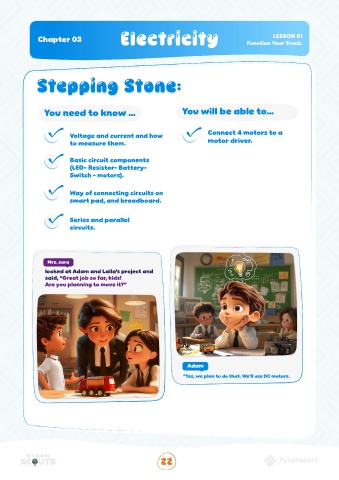 Chapter 03
Electricity
LESSON 01
Function Your Truck.
Stepping Stone:
You need to know ...
Voltage and current and how
to measure them.
Basic circuit components
(LED- Resistor- Battery-
Switch - motors).
Way of connecting circuits on
smart pad, and breadboard.
Series and parallel
circuits.
You will be able to...
Connect 4 motors to a
motor driver.
Mrs. sara
looked at Adam and Laila's project and
said, "Great job so far, kids!
Are you planning to move it?"
Adam
"Yes, we plan to do that. We'll use DC motors.
STEAM
SCOUTS
22
Pyramakerz